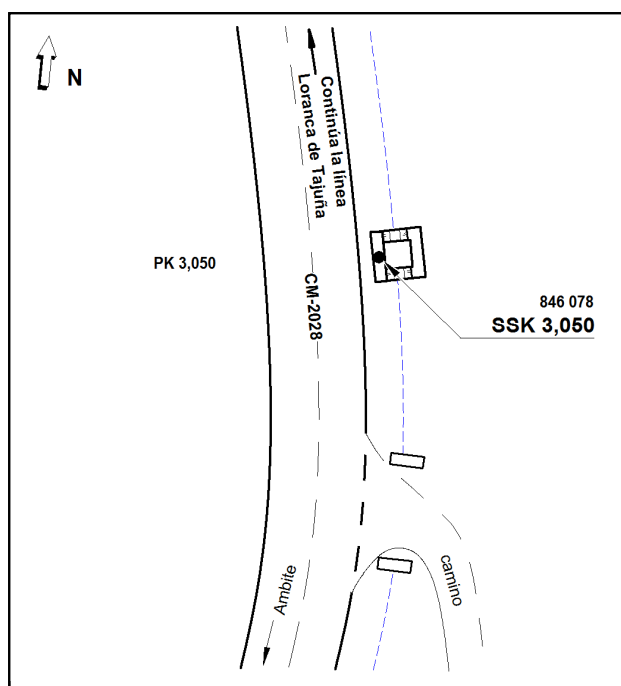 N
Continúa la línea
Loranca de Tajuña
PK 3,050
CM-2028
846 078
SSK 3,050
Ambite
camino